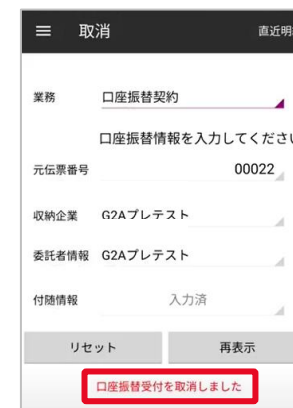 取消 直近明
業務 口座振替契約
口座振替情報を入力してくださ
元伝票番号 00022
収納企業 G2Aプレテスト
委託者情報 G2Aプレテスト
付随情報 入力済
リセット 再表示
口座振替受付を取消しました